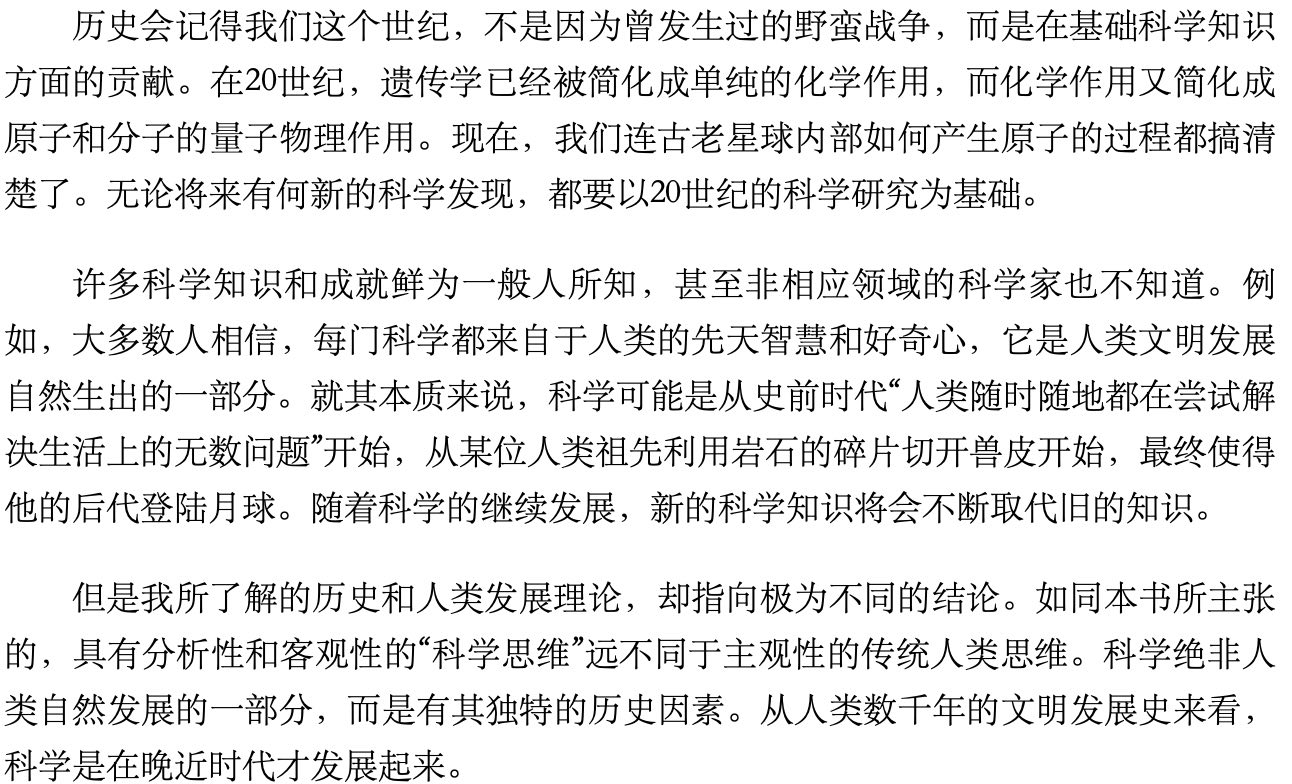 历史会记得我们这个世纪，不是因为曾发生过的野蛮战争，而是在基础科学知识
方面的贡献。在20世纪，遗传学已经被简化成单纯的化学作用，而化学作用又简化成
原子和分子的量子物理作用。现在，我们连古老星球内部如何产生原子的过程都搞清
楚了。无论将来有何新的科学发现，都要以20世纪的科学研究为基础。
许多科学知识和成就鲜为一般人所知，甚至非相应领域的科学家也不知道。例
如，大多数人相信，每门科学都来自于人类的先天智慧和好奇心，它是人类文明发展
自然生出的一部分。就其本质来说，科学可能是从史前时代“人类随时随地都在尝试解
决生活上的无数问题”开始，从某位人类祖先利用岩石的碎片切开兽皮开始，最终使得
他的后代登陆月球。随着科学的继续发展，新的科学知识将会不断取代旧的知识。
但是我所了解的历史和人类发展理论，却指向极为不同的结论。如同本书所主张
的，具有分析性和客观性的“科学思维”远不同于主观性的传统人类思维。科学绝非人
类自然发展的一部分，而是有其独特的历史因素。从人类数千年的文明发展史来看，
科学是在晚近时代才发展起来。